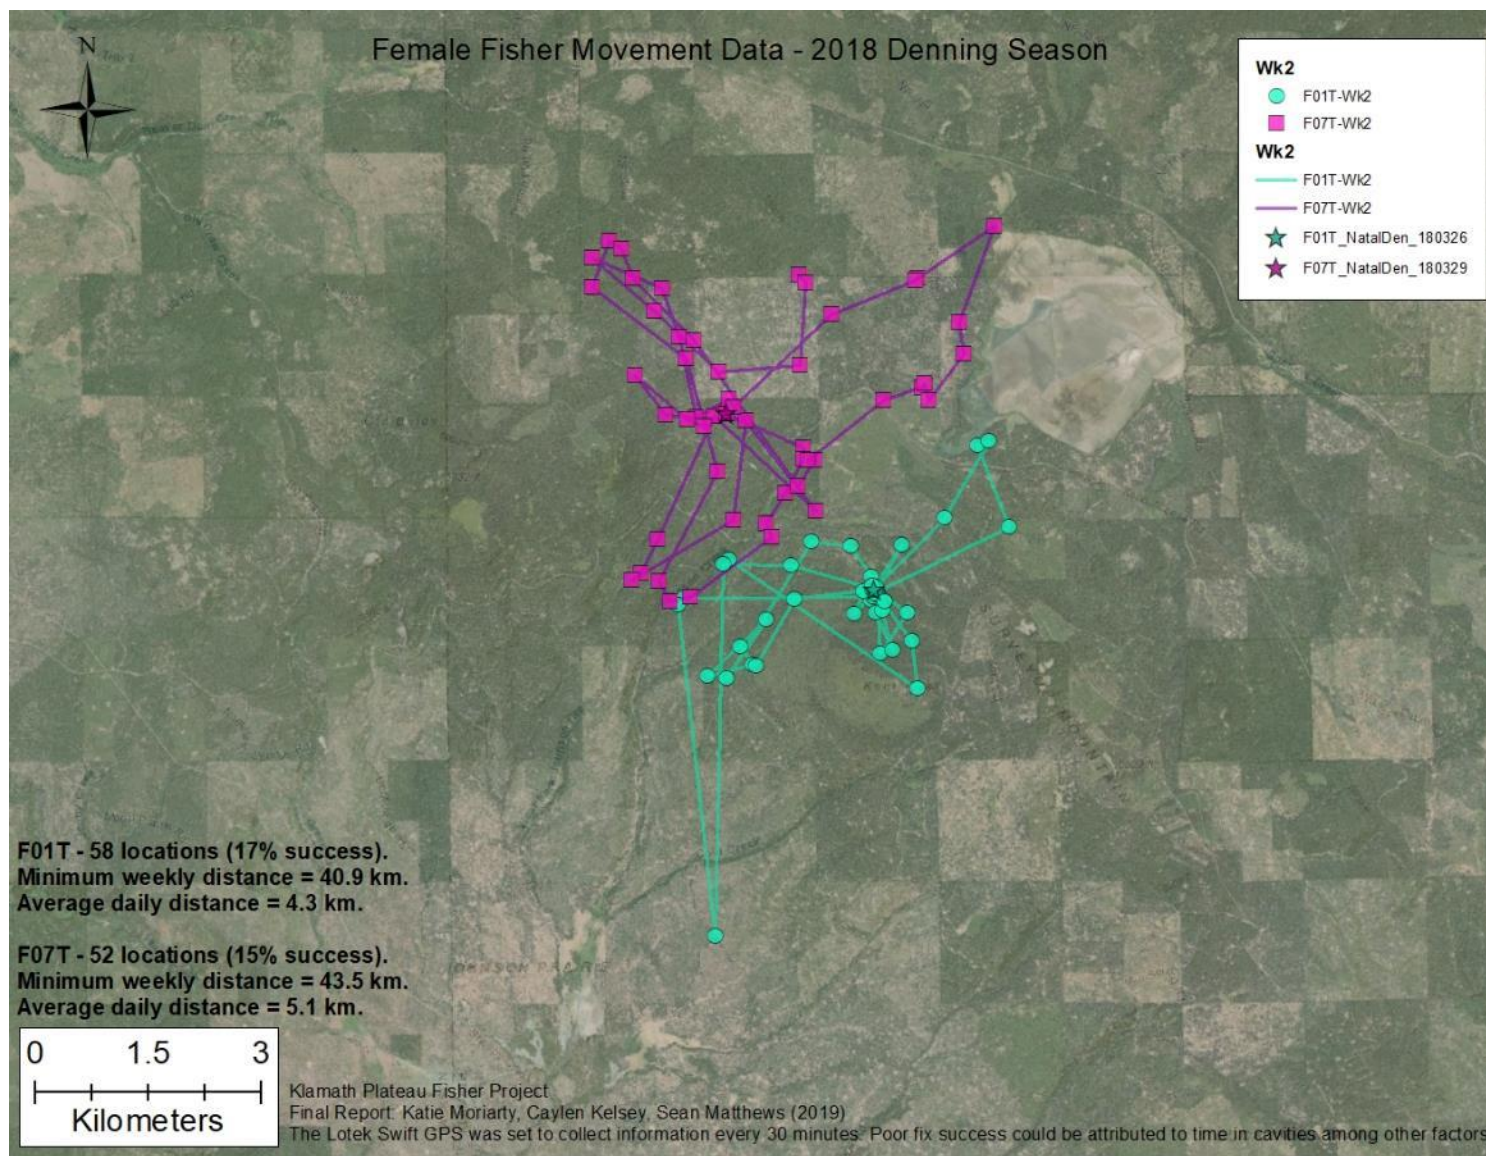 N
Female Fisher Movement Data - 2018 Denning Season
Wk2
F01T-Wk2
F07T-Wk2
Wk2
F01T-Wk2
F07T-Wk2
F01T_NatalDen_180326
F07T_NatalDen_180329
SURVEY MOUNTAIN
F01T - 58 locations (17% success).
Minimum weekly distance = 40.9 km.
Average daily distance = 4.3 km.
F07T - 52 locations (15% success).
Minimum weekly distance = 43.5 km.
Average daily distance = 5.1 km.
JOHNSON PRAIRIE
0 1.5 3
Kilometers
Klamath Plateau Fisher Project
Final Report: Katie Moriarty, Caylen Kelsey, Sean Matthews (2019)
The Lotek Swift GPS was set to collect information every 30 minutes. Poor fix success could be attributed to time in cavities among other factors